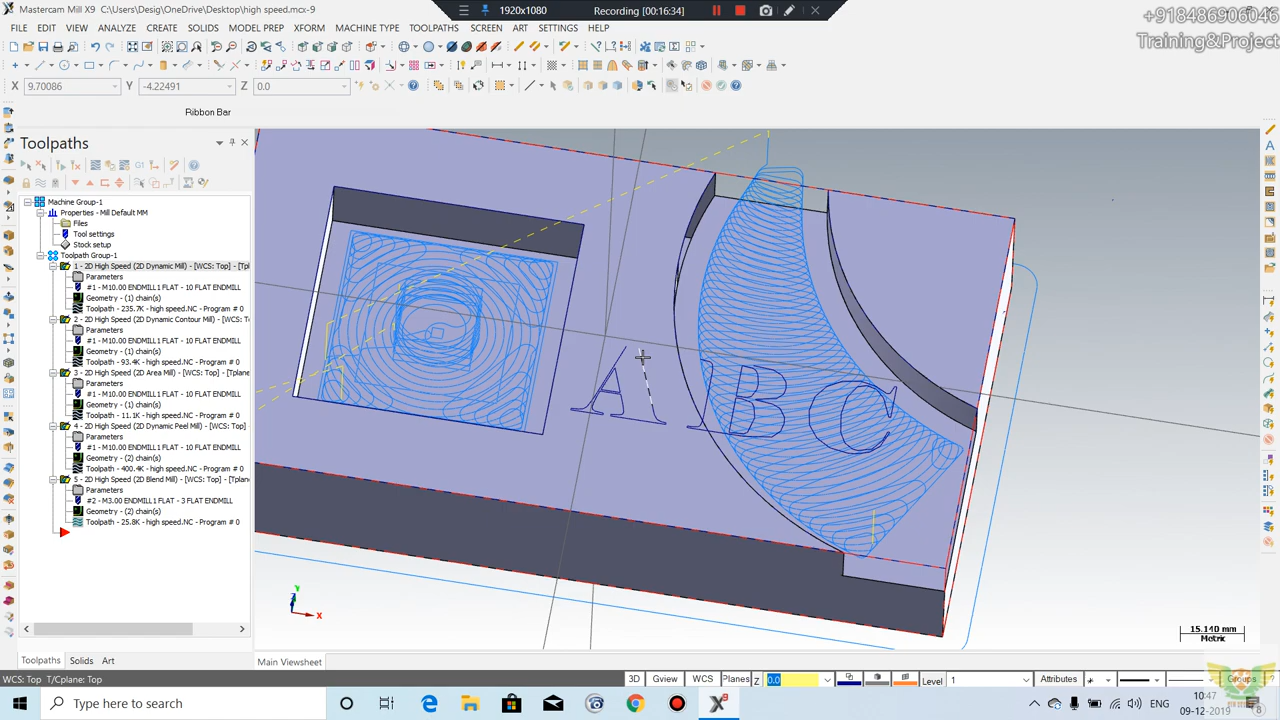 Mastercam Mill X9 C:\Users\Desig\OneDrive\Desktop\high speed.mcx-9
1920x1080
Recording [00:16:34]
+918486906046
Training&Project
FILE EDIT VIEW ANALYZE CREATE SOLIDS MODEL PREP XFORM MACHINE TYPE TOOLPATHS SCREEN ART SETTINGS HELP
X 9.70086 Y -4.22491 Z 0.0
Ribbon Bar
Toolpaths
G1
Machine Group-1
Properties - Mill Default MM
Files
Tool settings
Stock setup
Toolpath Group-1
1 - 2D High Speed (2D Dynamic Mill) - [WCS: Top] - [Tpl
Parameters
#1 - M10.00 ENDMILL1 FLAT - 10 FLAT ENDMILL
Geometry - (1) chain(s)
Toolpath - 235.7K - high speed.NC - Program # 0
2 - 2D High Speed (2D Dynamic Contour Mill) - [WCS: T
Parameters
#1 - M10.00 ENDMILL1 FLAT - 10 FLAT ENDMILL
Geometry - (1) chain(s)
Toolpath - 93.4K - high speed.NC - Program # 0
3 - 2D High Speed (2D Area Mill) - [WCS: Top] - [Tplane
Parameters
#1 - M10.00 ENDMILL1 FLAT - 10 FLAT ENDMILL
Geometry - (1) chain(s)
Toolpath - 11.1K - high speed.NC - Program # 0
4 - 2D High Speed (2D Dynamic Peel Mill) - [WCS: Top]
Parameters
#1 - M10.00 ENDMILL1 FLAT - 10 FLAT ENDMILL
Geometry - (2) chain(s)
Toolpath - 400.4K - high speed.NC - Program # 0
5 - 2D High Speed (2D Blend Mill) - [WCS: Top] - [Tplan
Parameters
#2 - M3.00 ENDMILL1 FLAT - 3 FLAT ENDMILL
Geometry - (2) chain(s)
Toolpath - 25.8K - high speed.NC - Program # 0
A B C
Y
X
15.140 mm
Metric
Toolpaths Solids Art
Main Viewsheet
WCS: Top T/Cplane: Top
3D Gview WCS Planes Z 0.0 Level 1 Attributes Groups ?
Type here to search
X9
ENG
10:47
09-12-2019
8